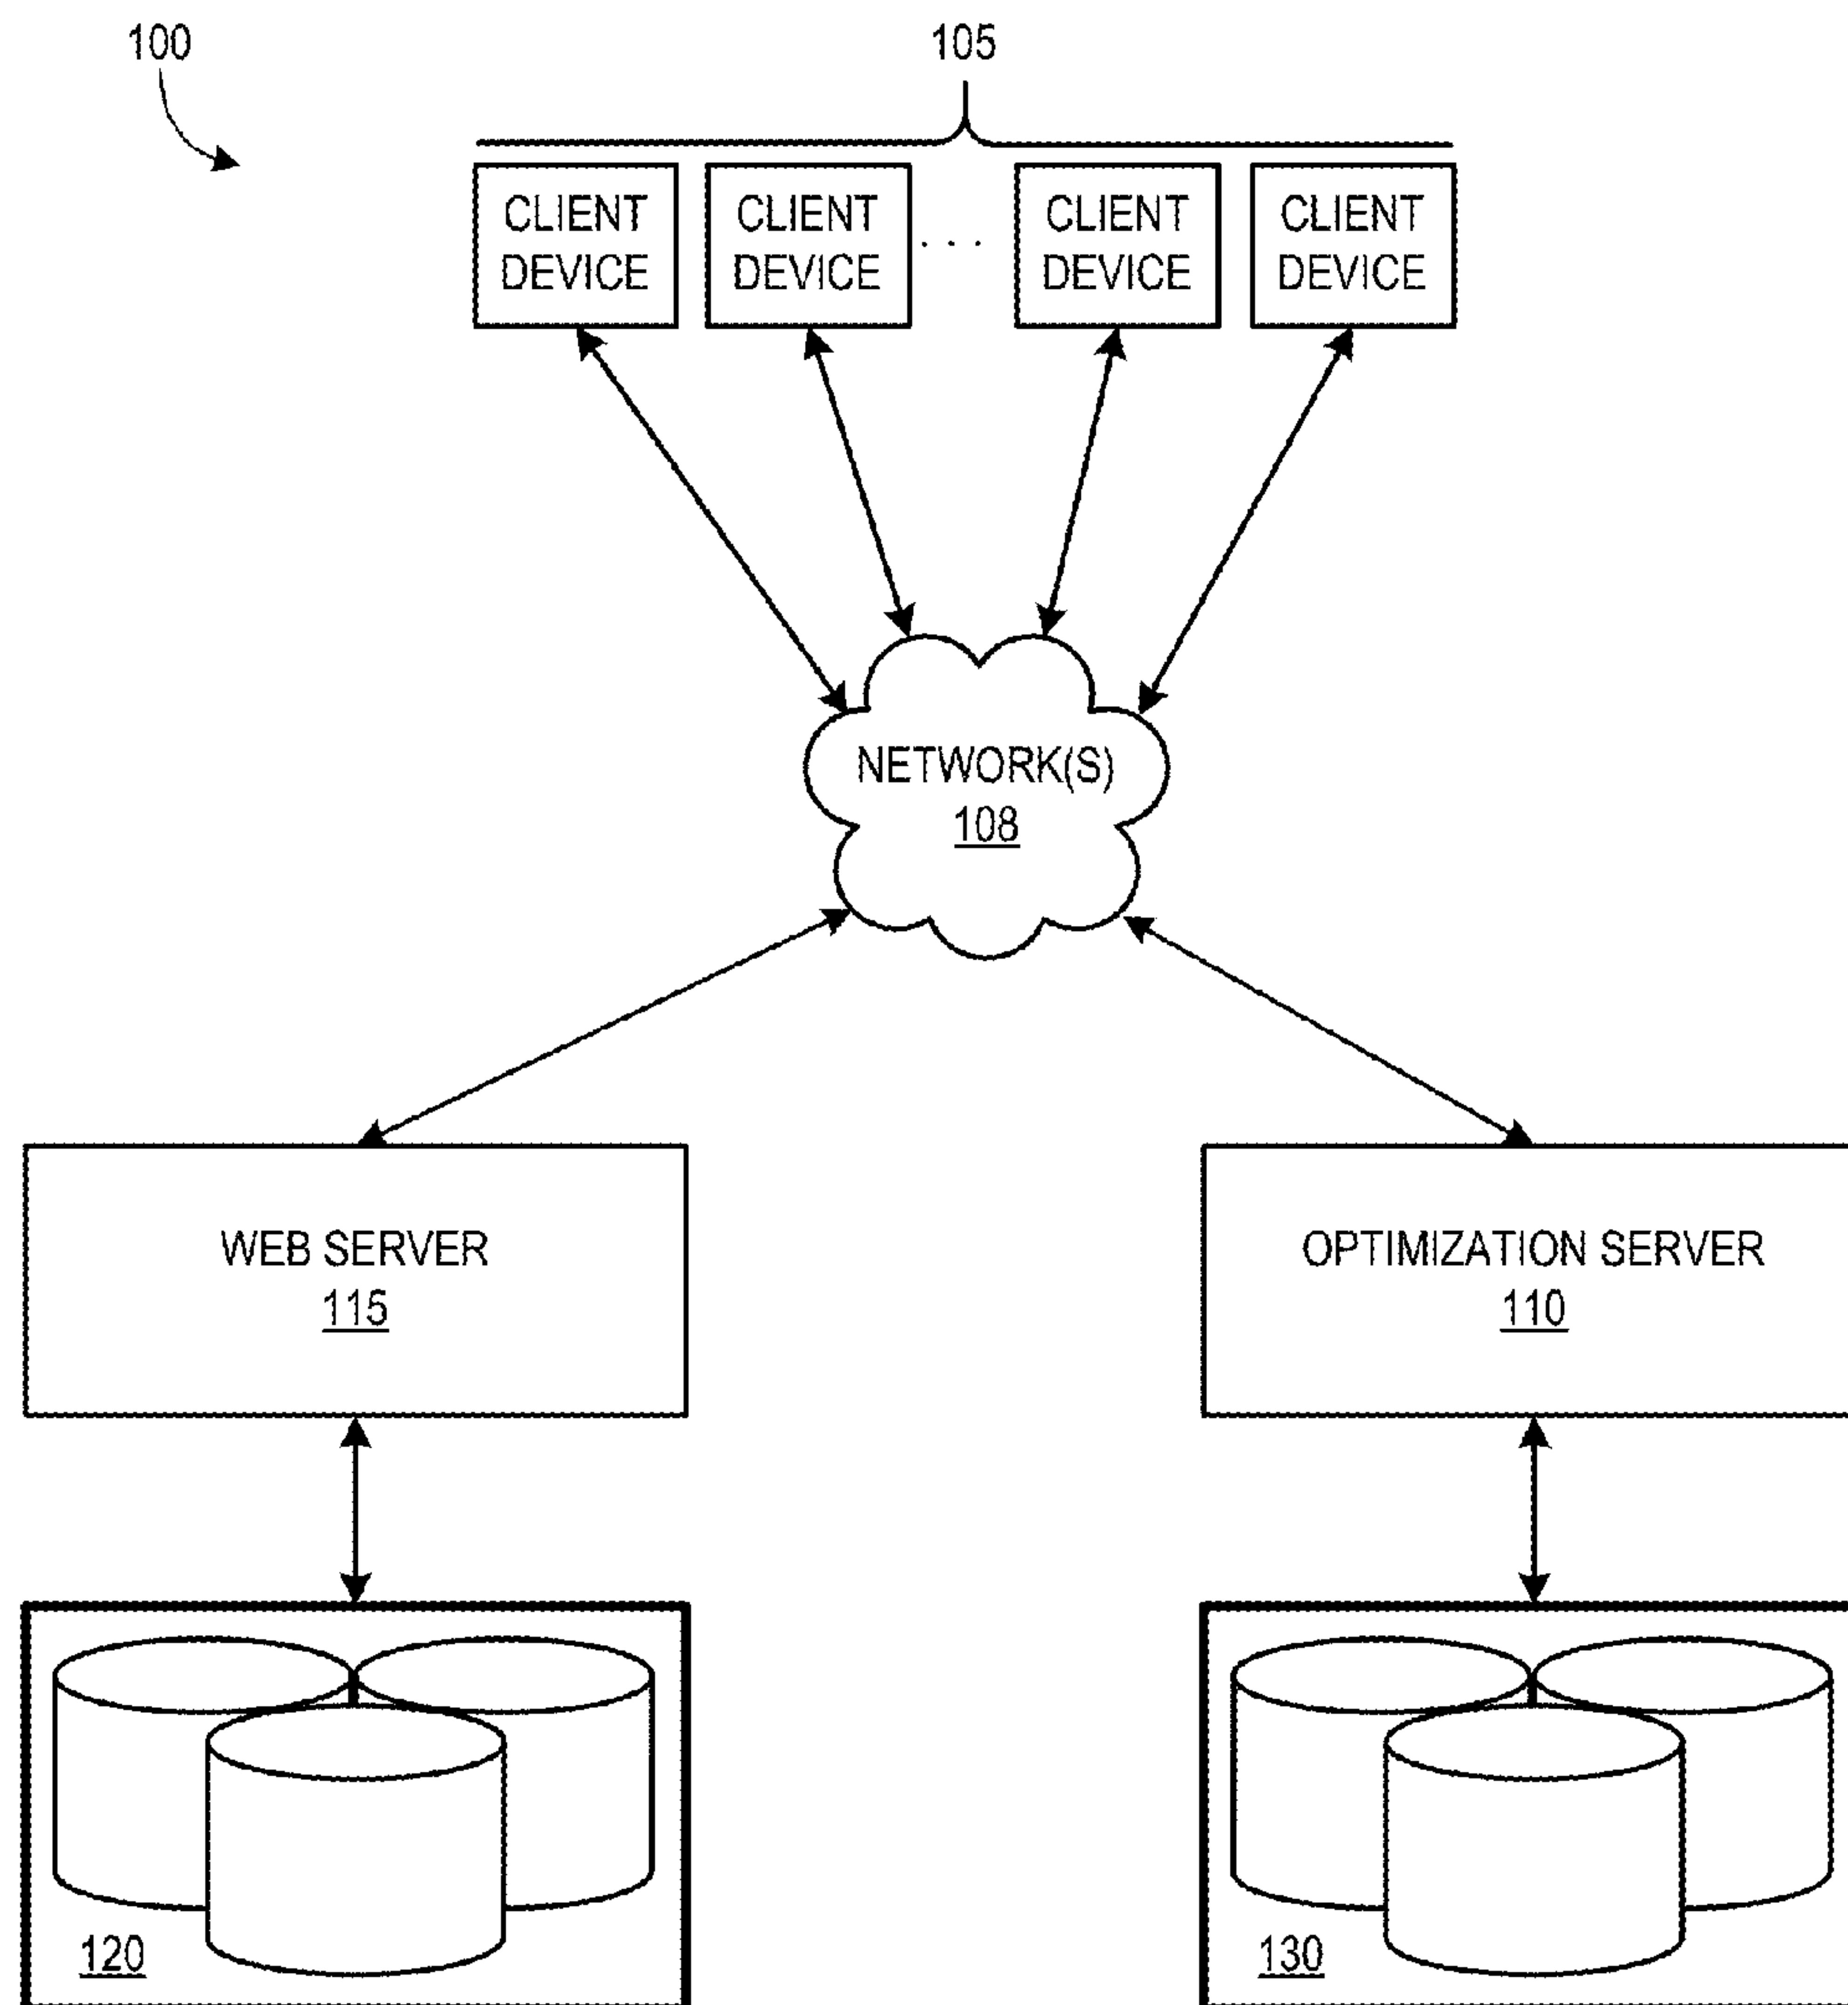 100
105
CLIENT DEVICE
CLIENT DEVICE
. . .
CLIENT DEVICE
CLIENT DEVICE
NETWORK(S)
108
WEB SERVER
115
OPTIMIZATION SERVER
110
120
130